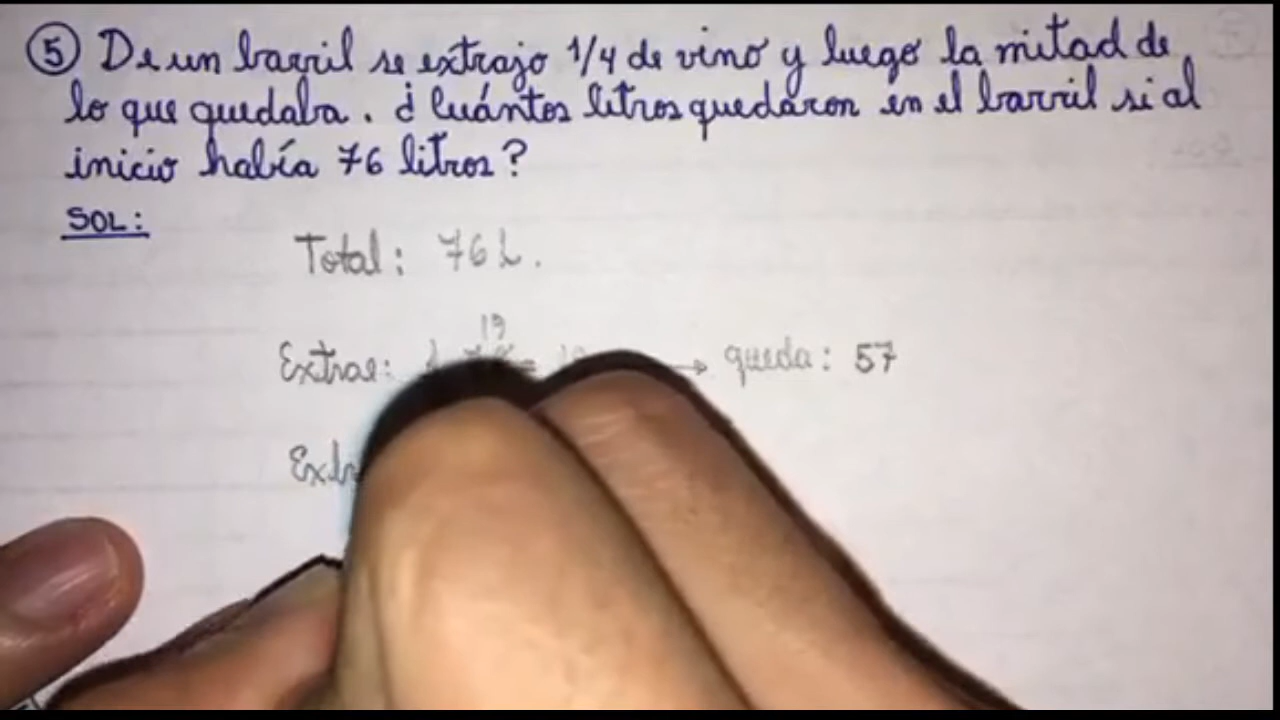 5 De un barril se extrajo 1/4 de vino y luego la mitad de
lo que quedaba. ¿Cuántos litros quedaron en el barril si al
inicio había 76 litros?
SOL:
Total: 76 L.
19
Extrae: → queda: 57